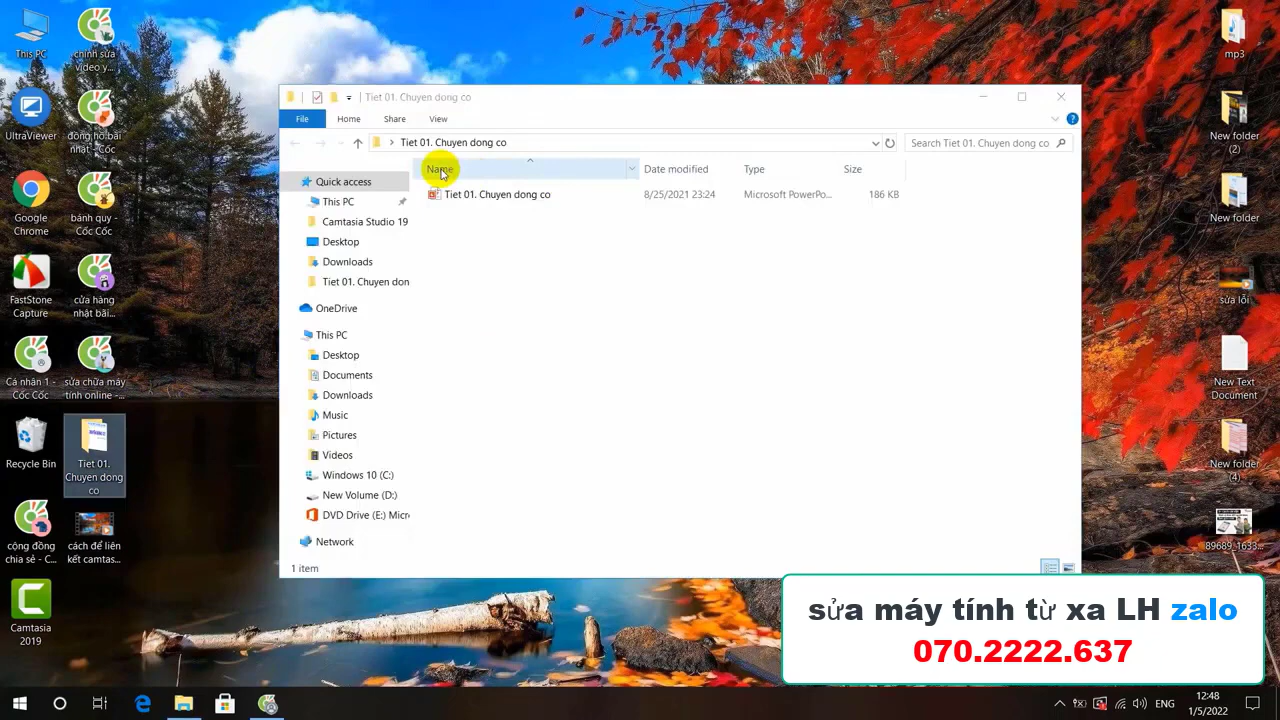 This PC
chỉnh sửa
video y...
UltraViewer
đồng hồ bãi
nhật - Cốc
Google
Chrome
bánh quy -
Cốc Cốc
FastStone
Capture
cửa hàng
nhật bãi...
Cá nhân 1 -
Cốc Cốc
sửa chữa máy
tính online -...
Recycle Bin
Tiet 01.
Chuyen dong
co
cộng đồng
chia sẻ - C...
cách để liên
kết camtas...
Camtasia
2019
Tiet 01. Chuyen dong co
File
Home
Share
View
Tiet 01. Chuyen dong co
Search Tiet 01. Chuyen dong co
Name
Date modified
Type
Size
Tiet 01. Chuyen dong co
8/25/2021 23:24
Microsoft PowerPo...
186 KB
Quick access
This PC
Camtasia Studio 19
Desktop
Downloads
Tiet 01. Chuyen don
OneDrive
This PC
Desktop
Documents
Downloads
Music
Pictures
Videos
Windows 10 (C:)
New Volume (D:)
DVD Drive (E:) Micr
Network
1 item
mp3
New folder
(2)
New folder
sửa lỗi
New Text
Document
New folder
(4)
89689_1633...
sửa máy tính từ xa LH zalo
070.2222.637
ENG
12:48
1/5/2022